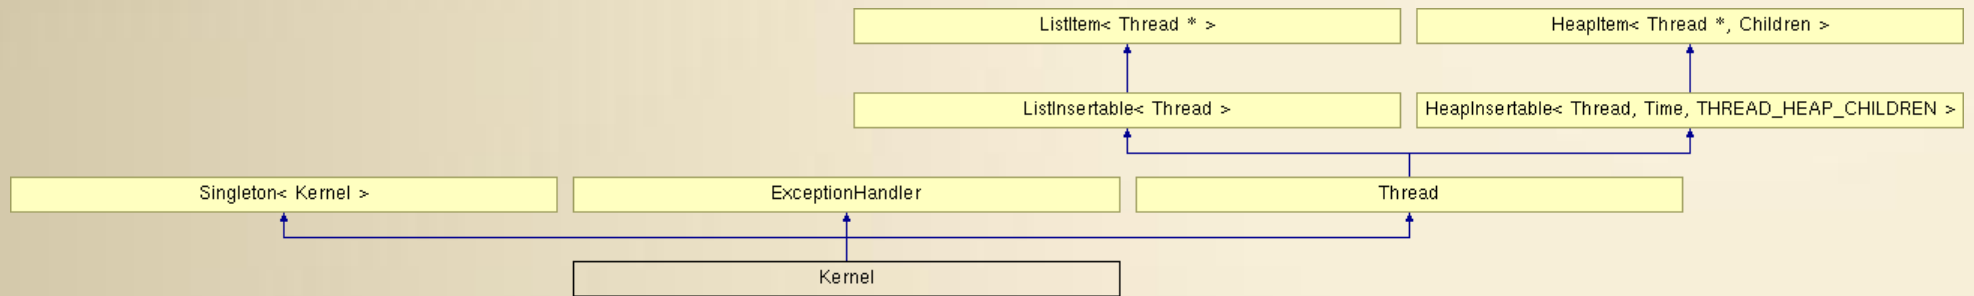 ListItem< Thread * >
HeapItem< Thread *, Children >
ListInsertable< Thread >
HeapInsertable< Thread, Time, THREAD_HEAP_CHILDREN >
Singleton< Kernel >
ExceptionHandler
Thread
Kernel